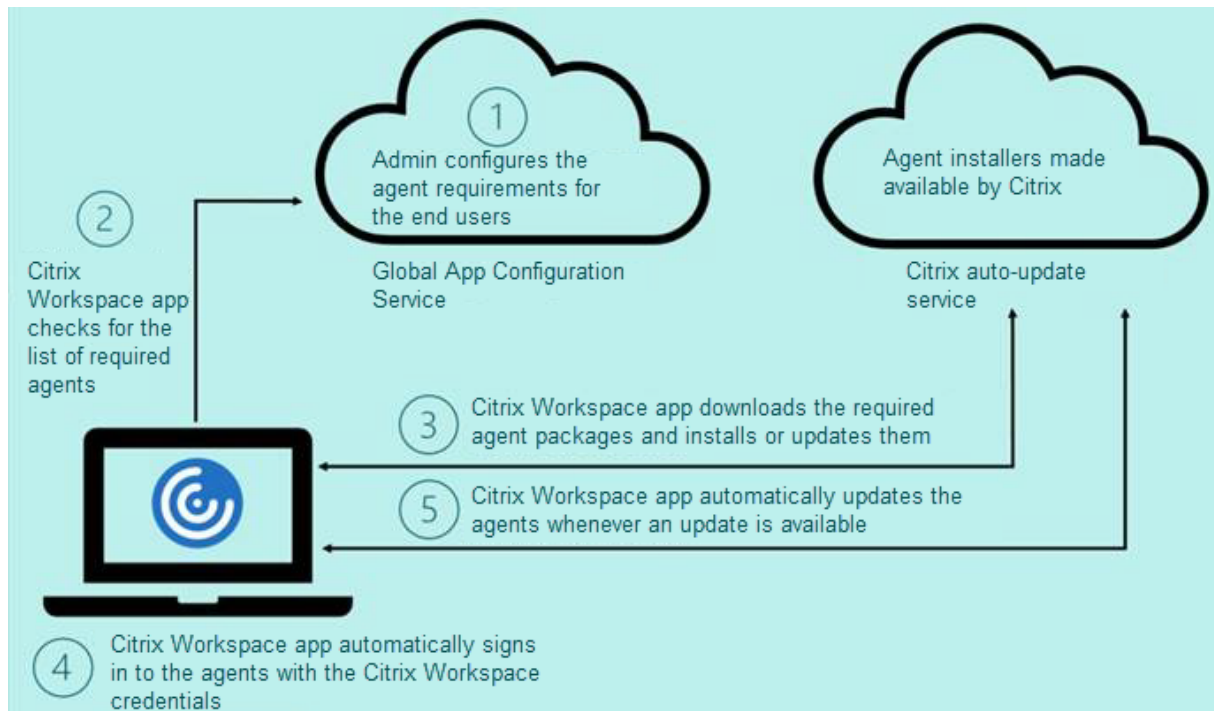 1
Admin configures the
agent requirements for
the end users
Global App Configuration
Service
Agent installers made
available by Citrix
Citrix auto-update
service
2
Citrix
Workspace app
checks for the
list of required
agents
3
Citrix Workspace app downloads the required
agent packages and installs or updates them
5
Citrix Workspace app automatically updates the
agents whenever an update is available
4
Citrix Workspace app automatically signs
in to the agents with the Citrix Workspace
credentials